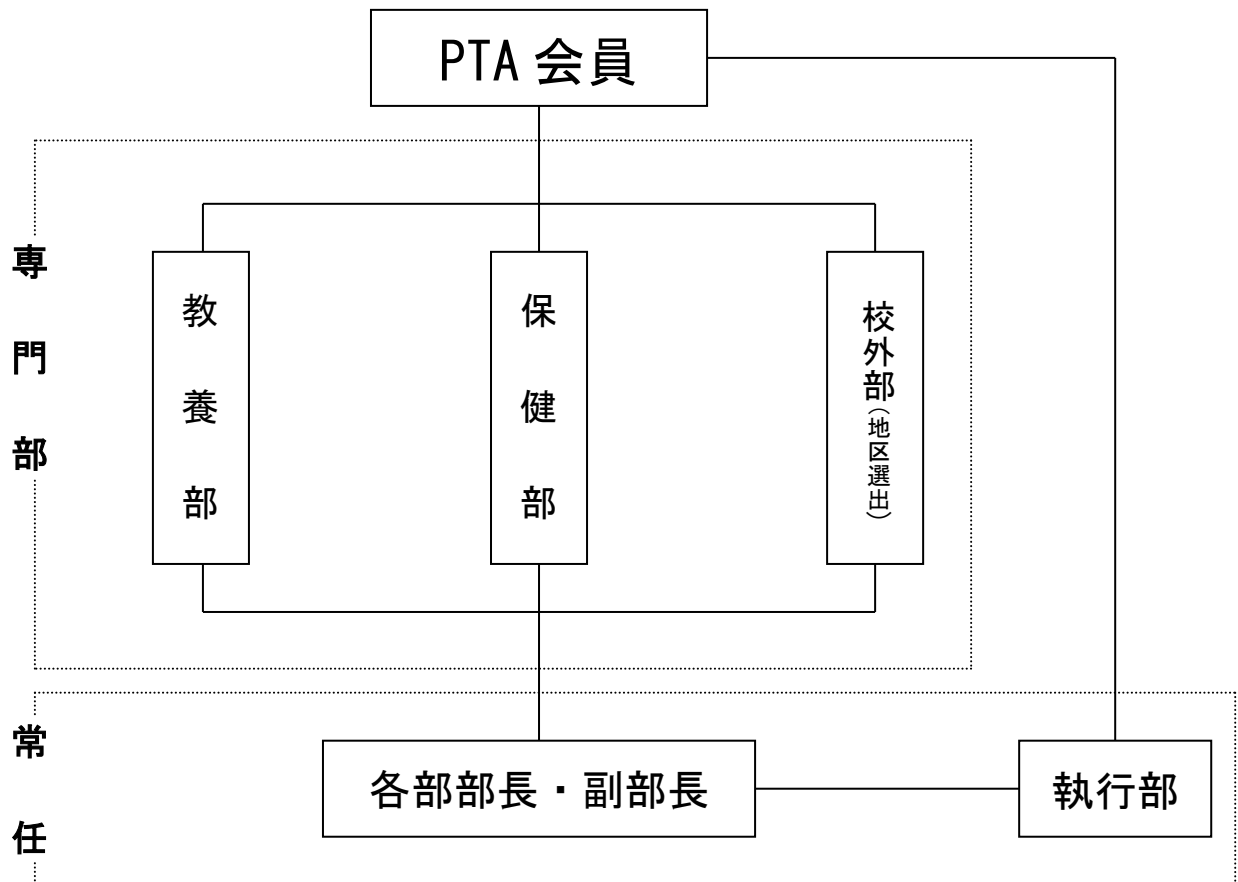 PTA 会員
専門部
教養部
保健部
校外部(地区選出)
常任
各部部長・副部長
執行部